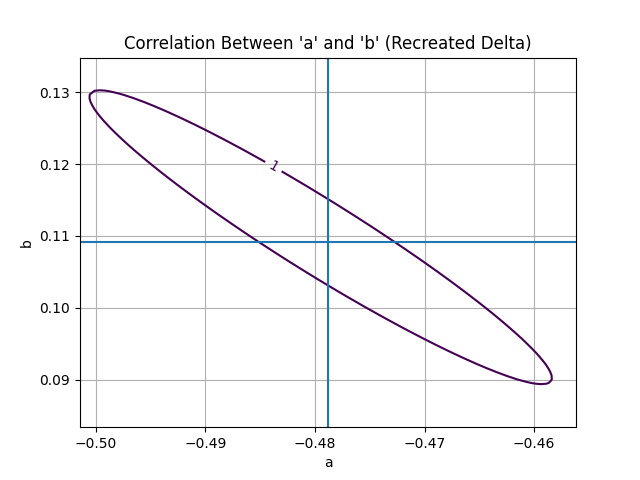 Correlation Between 'a' and 'b' (Recreated Delta)
0.13
0.12
0.11
0.10
0.09
b
1
−0.50 −0.49 −0.48 −0.47 −0.46
a